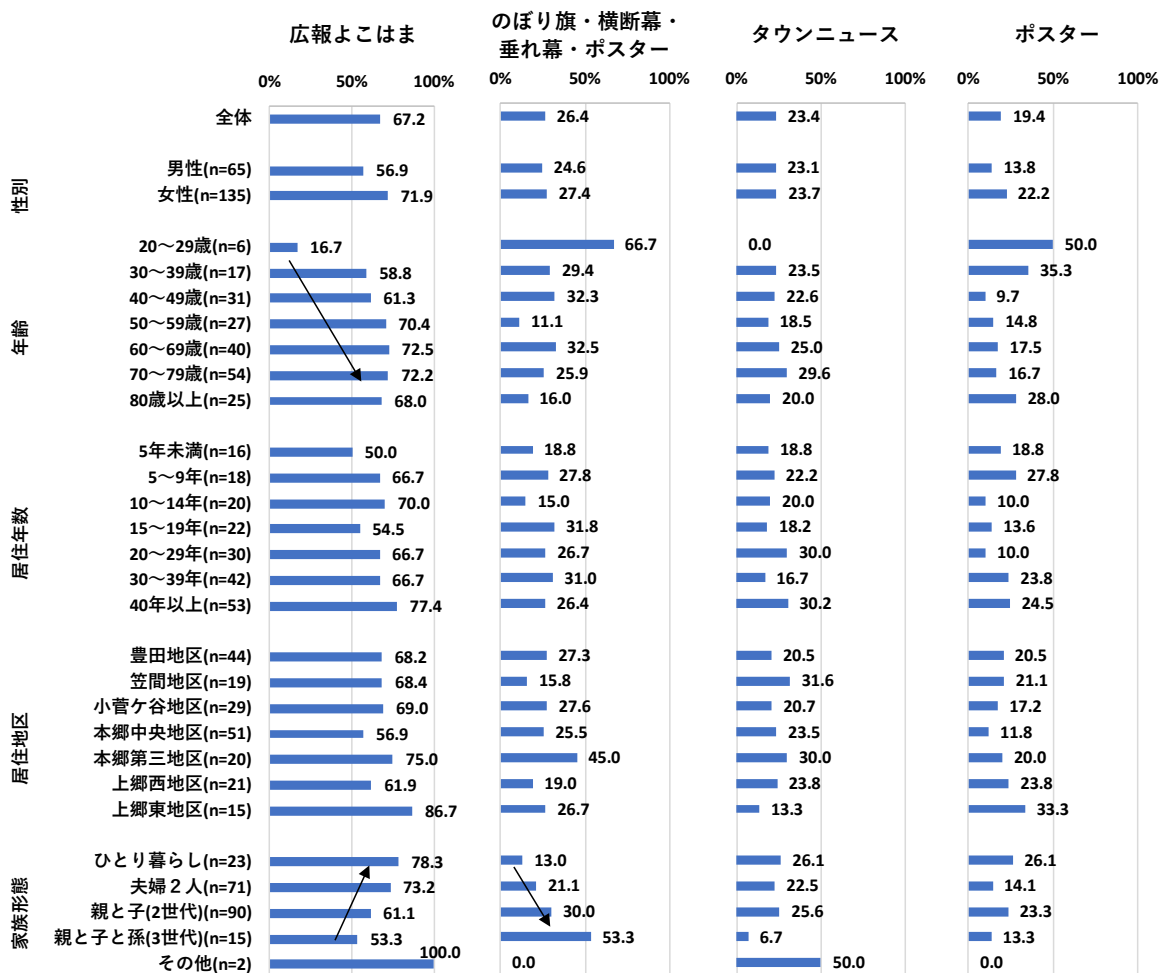 広報よこはま
のぼり旗・横断幕・
垂れ幕・ポスター
タウンニュース
ポスター
0% 50% 100% 0% 50% 100% 0% 50% 100% 0% 50% 100%
全体 67.2 26.4 23.4 19.4
性別
男性(n=65) 56.9 24.6 23.1 13.8
女性(n=135) 71.9 27.4 23.7 22.2
年齢
20～29歳(n=6) 16.7 66.7 0.0 50.0
30～39歳(n=17) 58.8 29.4 23.5 35.3
40～49歳(n=31) 61.3 32.3 22.6 9.7
50～59歳(n=27) 70.4 11.1 18.5 14.8
60～69歳(n=40) 72.5 32.5 25.0 17.5
70～79歳(n=54) 72.2 25.9 29.6 16.7
80歳以上(n=25) 68.0 16.0 20.0 28.0
居住年数
5年未満(n=16) 50.0 18.8 18.8 18.8
5～9年(n=18) 66.7 27.8 22.2 27.8
10～14年(n=20) 70.0 15.0 20.0 10.0
15～19年(n=22) 54.5 31.8 18.2 13.6
20～29年(n=30) 66.7 26.7 30.0 10.0
30～39年(n=42) 66.7 31.0 16.7 23.8
40年以上(n=53) 77.4 26.4 30.2 24.5
居住地区
豊田地区(n=44) 68.2 27.3 20.5 20.5
笠間地区(n=19) 68.4 15.8 31.6 21.1
小菅ケ谷地区(n=29) 69.0 27.6 20.7 17.2
本郷中央地区(n=51) 56.9 25.5 23.5 11.8
本郷第三地区(n=20) 75.0 45.0 30.0 20.0
上郷西地区(n=21) 61.9 19.0 23.8 23.8
上郷東地区(n=15) 86.7 26.7 13.3 33.3
家族形態
ひとり暮らし(n=23) 78.3 13.0 26.1 26.1
夫婦２人(n=71) 73.2 21.1 22.5 14.1
親と子(2世代)(n=90) 61.1 30.0 25.6 23.3
親と子と孫(3世代)(n=15) 53.3 53.3 6.7 13.3
その他(n=2) 100.0 0.0 50.0 0.0